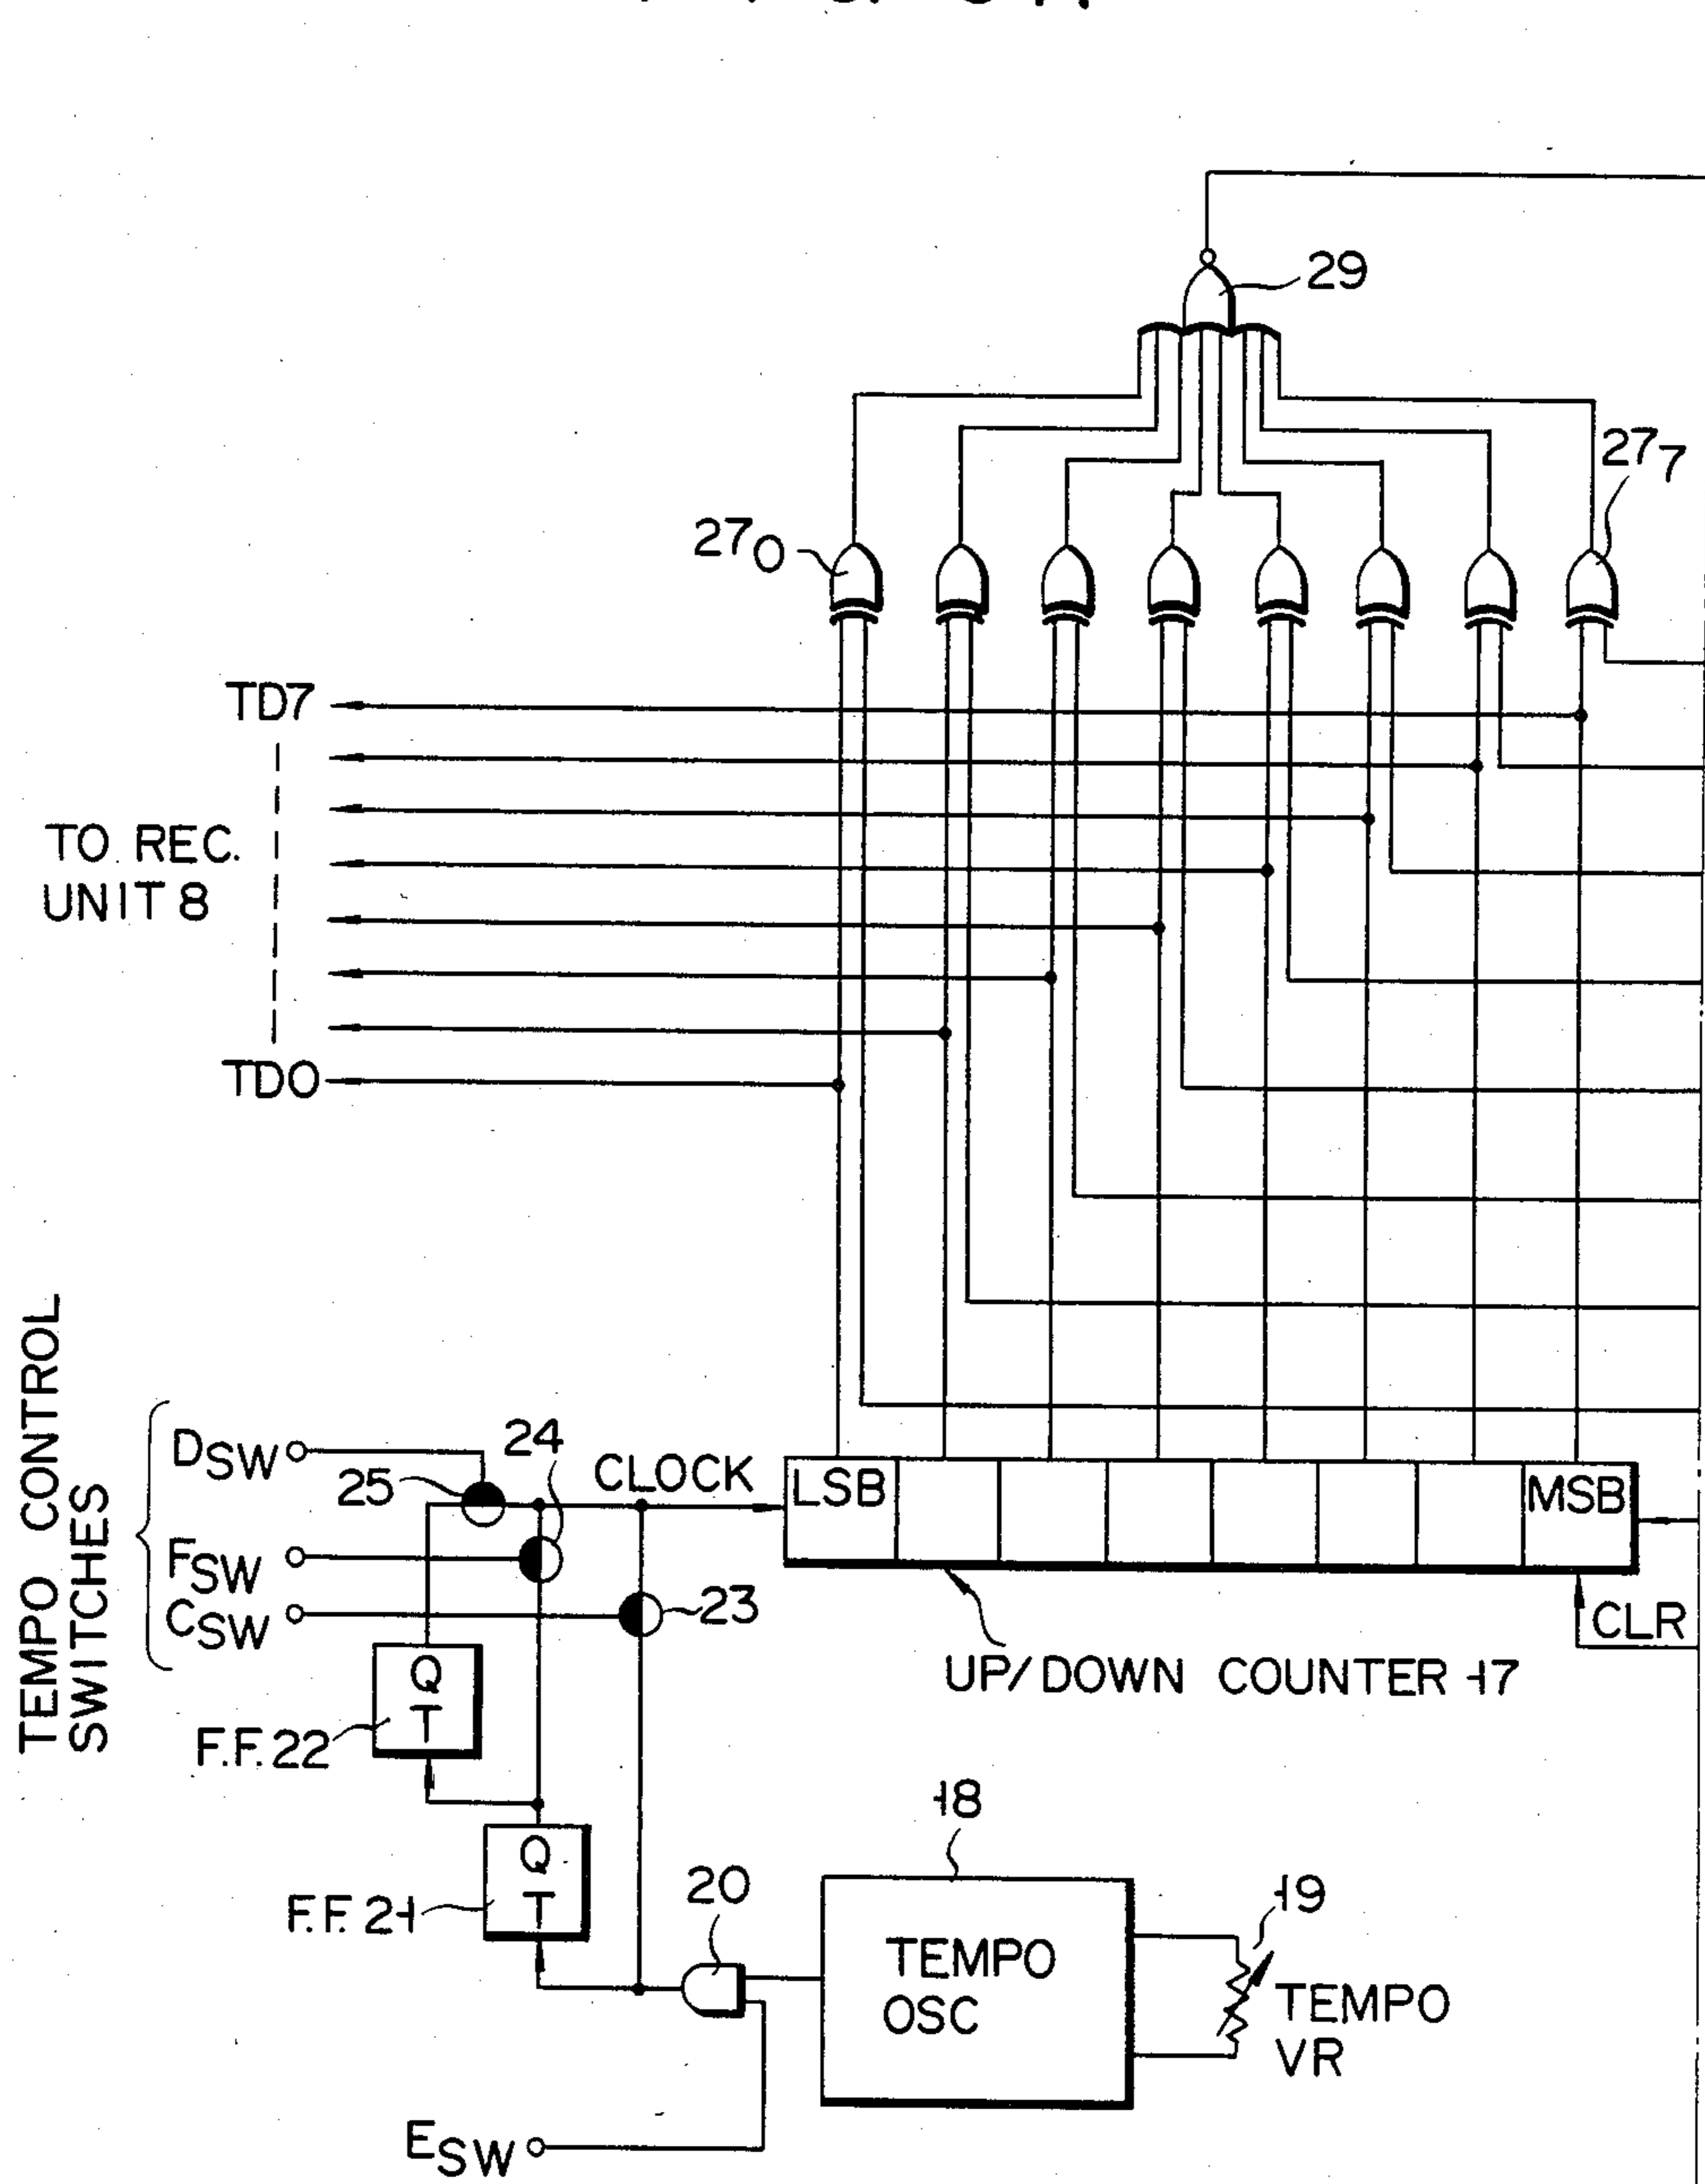 29
27₇
27₀
TD7
TO REC.
UNIT 8
TD0
TEMPO CONTROL
SWITCHES
DSW
24
25
CLOCK
LSB
MSB
FSW
CSW
23
CLR
UP/DOWN COUNTER 17
Q
T
F.F. 22
18
Q
T
F.F. 21
20
19
TEMPO
OSC
TEMPO
VR
ESW